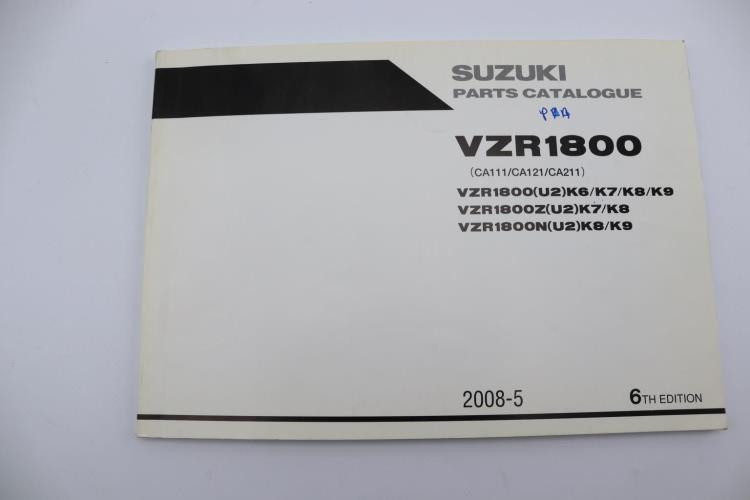 SUZUKI
PARTS CATALOGUE
VZR1800
(CA111/CA121/CA211)
VZR1800(U2)K6/K7/K8/K9
VZR1800Z(U2)K7/K8
VZR1800N(U2)K8/K9
2008-5 6TH EDITION